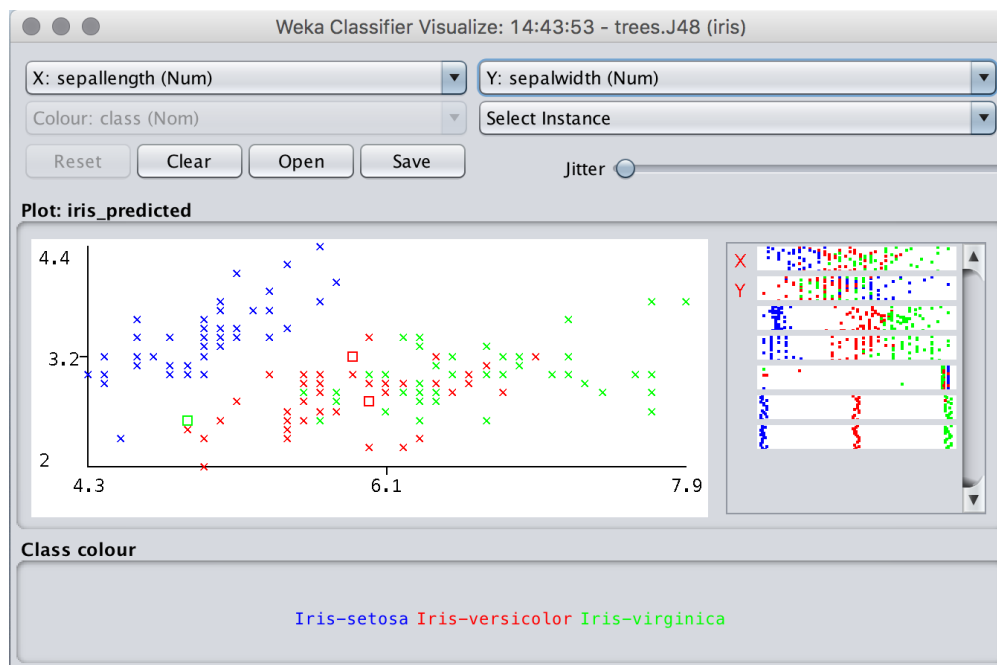 Weka Classifier Visualize: 14:43:53 - trees.J48 (iris)
X: sepallength (Num) Y: sepalwidth (Num)
Colour: class (Nom) Select Instance
Reset Clear Open Save Jitter
Plot: iris_predicted
4.4
3.2
2
4.3 6.1 7.9
X
Y
Class colour
Iris-setosa Iris-versicolor Iris-virginica